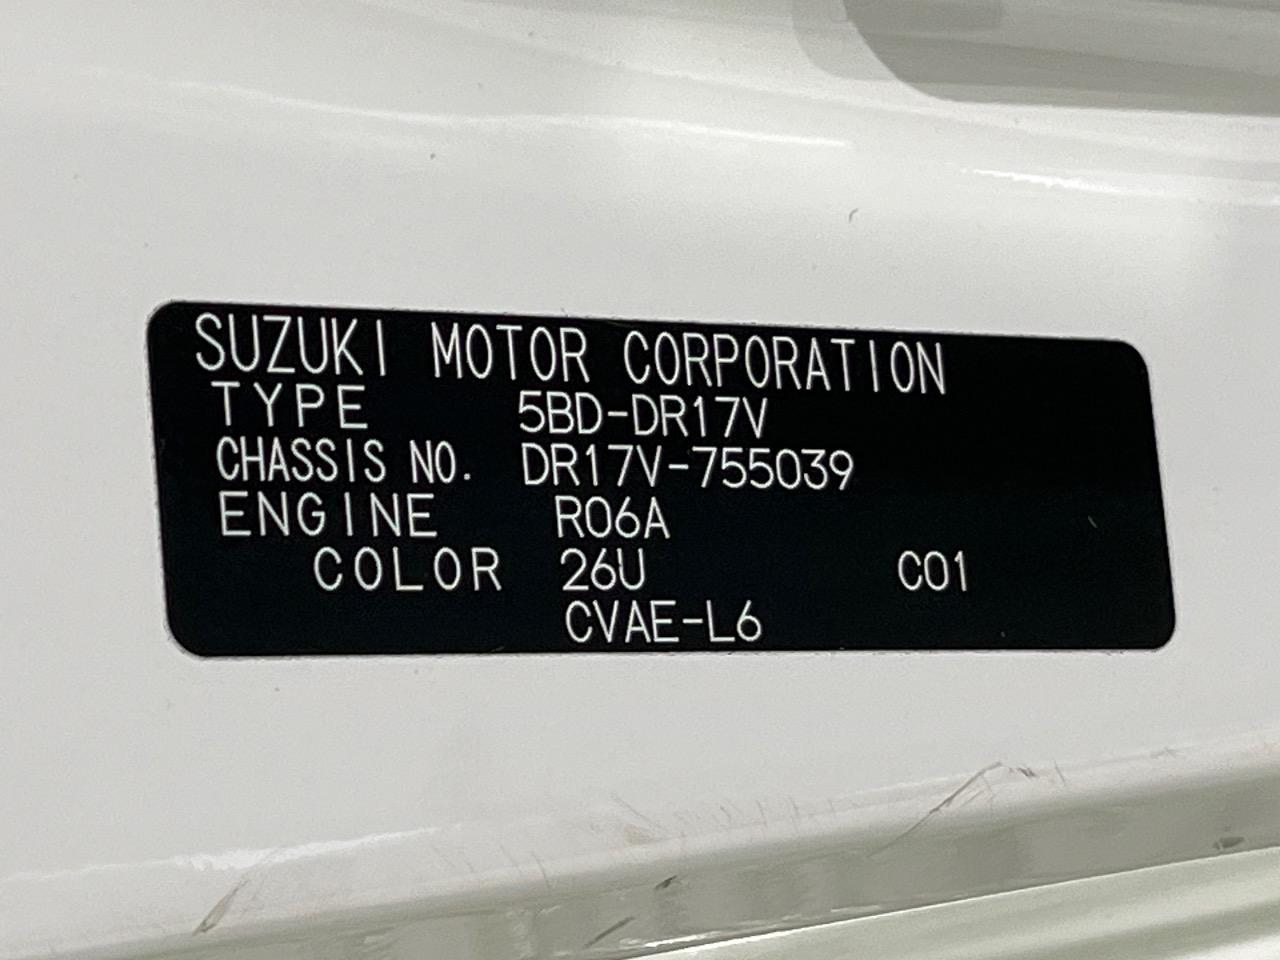 SUZUKI MOTOR CORPORATION
TYPE 5BD-DR17V
CHASSIS NO. DR17V-755039
ENGINE R06A
COLOR 26U C01
CVAE-L6